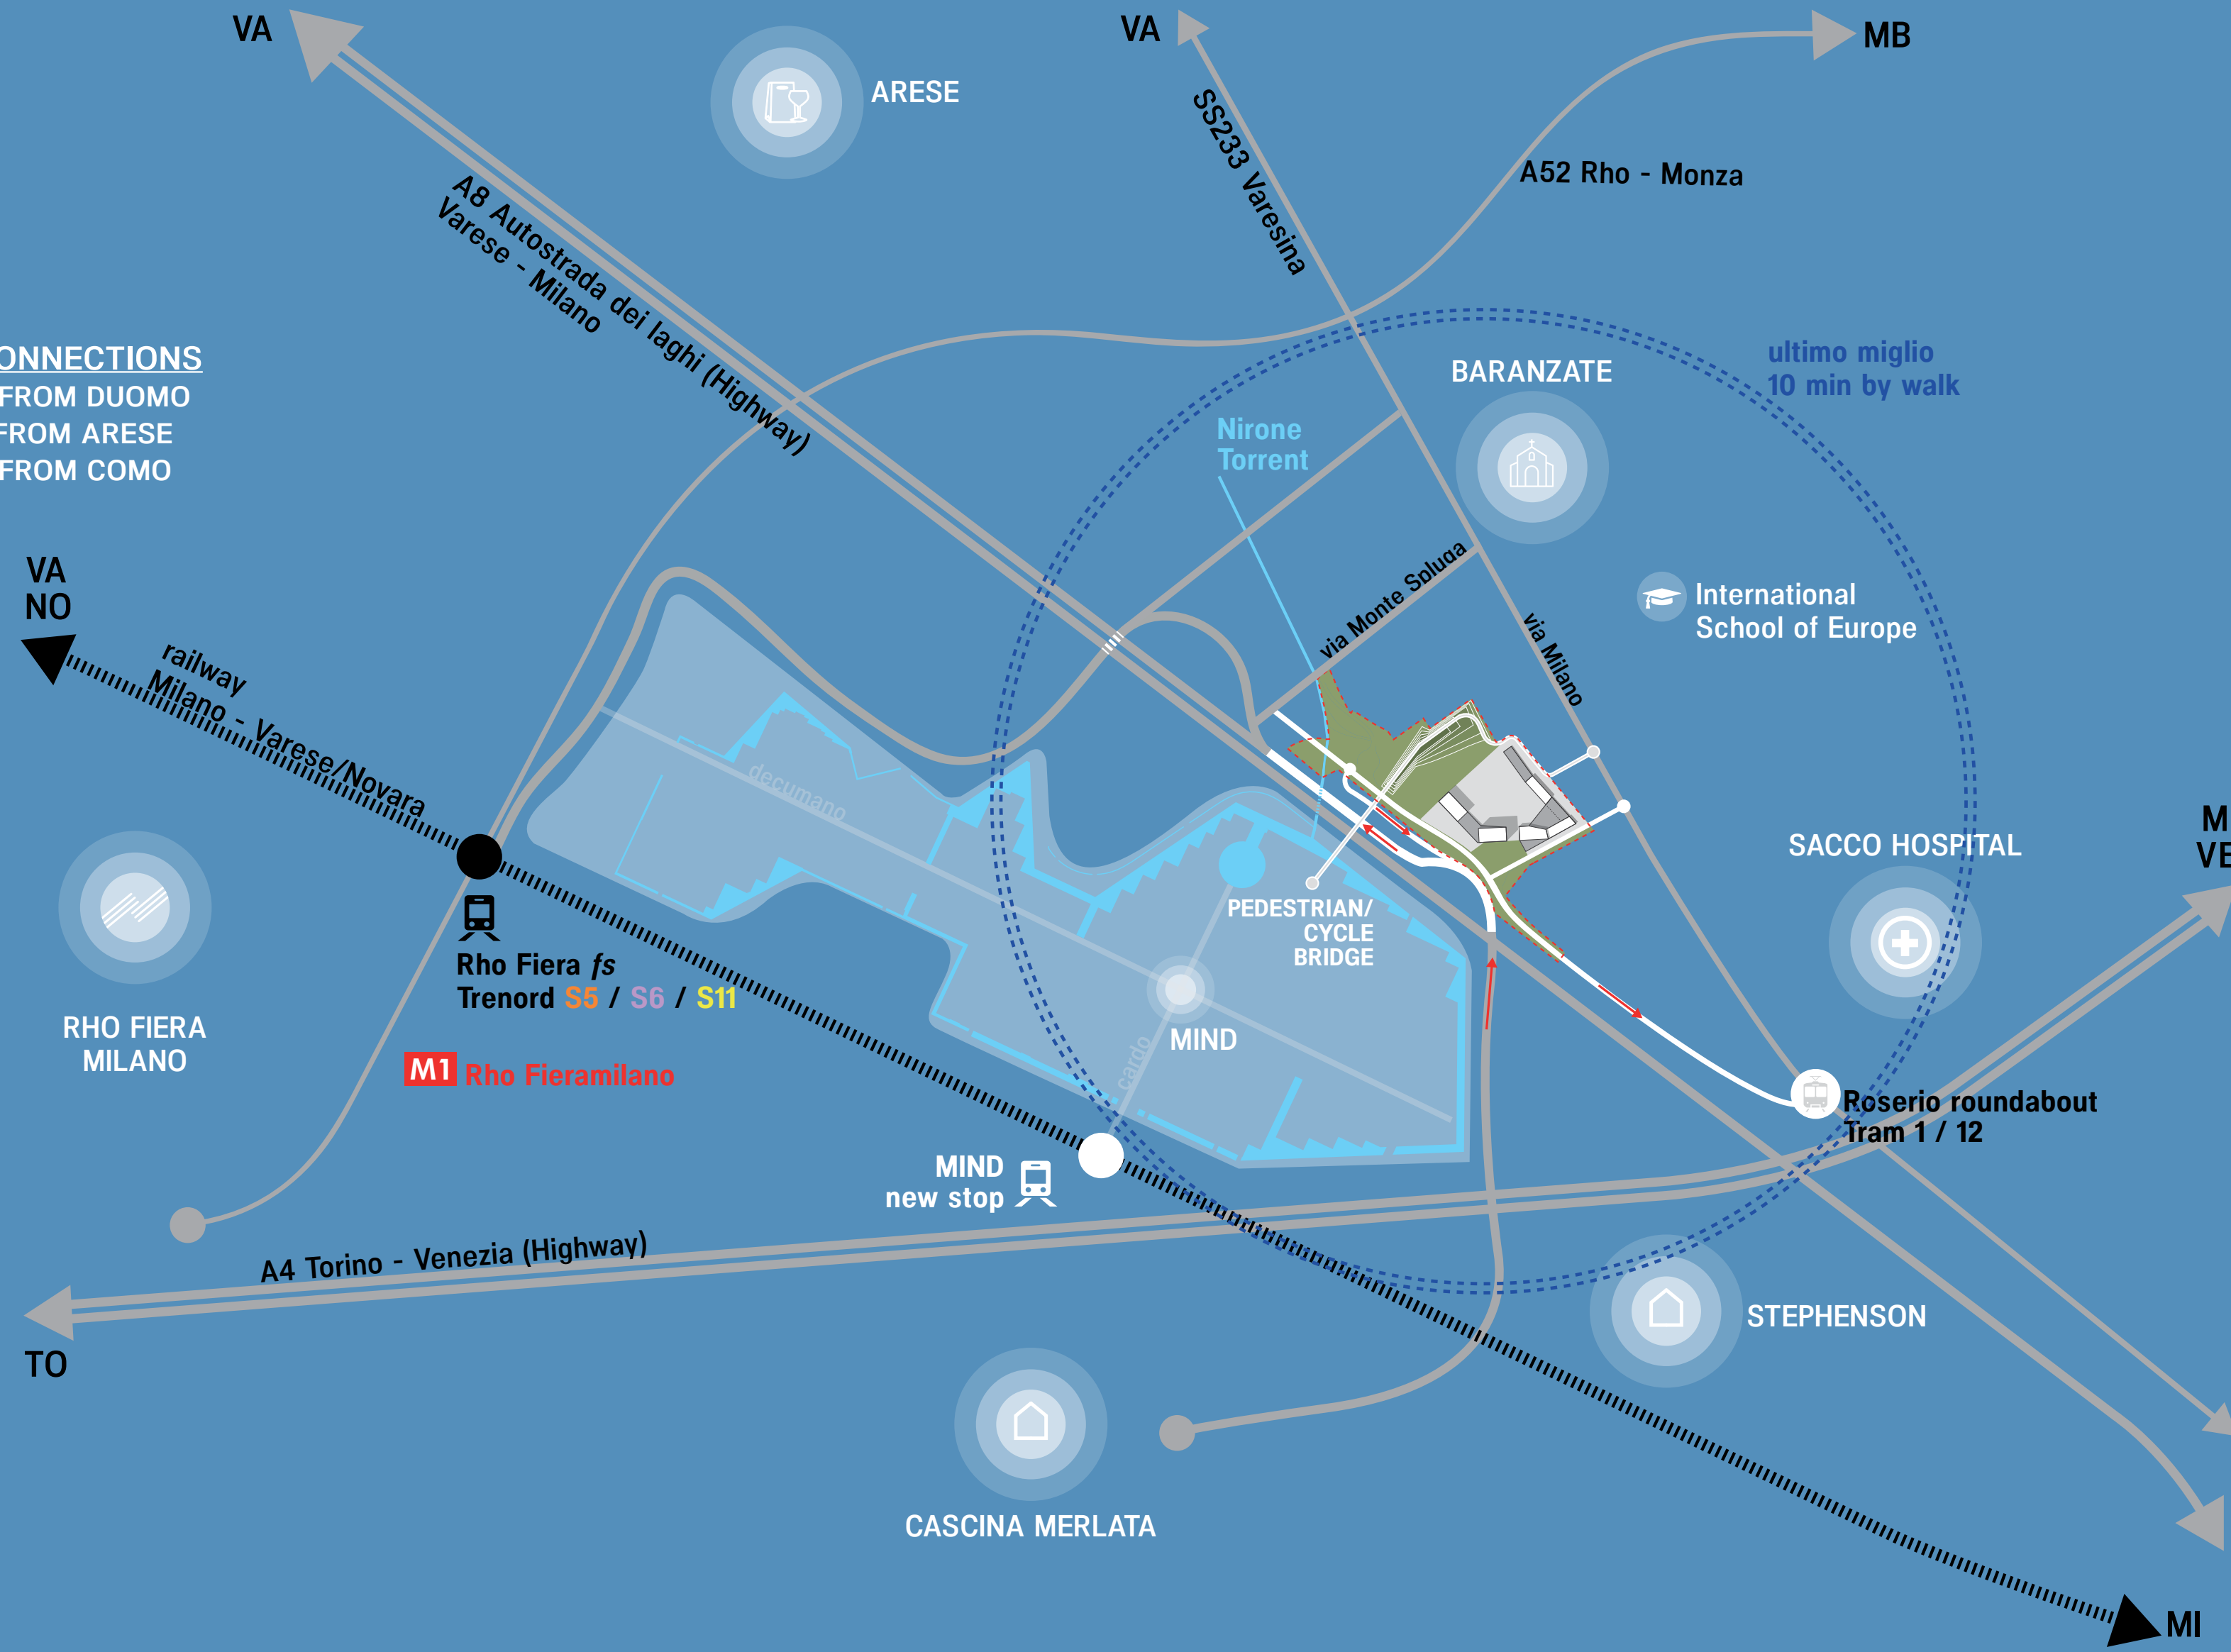 VA
VA
MB
ARESE
SS233 Varesina
A52 Rho - Monza
A8 Autostrada dei laghi (Highway)
Varese - Milano
ONNECTIONS
FROM DUOMO
FROM ARESE
FROM COMO
ultimo miglio
10 min by walk
BARANZATE
Nirone
Torrent
via Monte Spluga
via Milano
International
School of Europe
VA
NO
railway
Milano - Varese/Novara
decumano
SACCO HOSPITAL
M
VE
PEDESTRIAN/
CYCLE
BRIDGE
Rho Fiera fs
Trenord S5 / S6 / S11
RHO FIERA
MILANO
MIND
cardo
M1 Rho Fieramilano
Roserio roundabout
Tram 1 / 12
MIND
new stop
A4 Torino - Venezia (Highway)
STEPHENSON
TO
CASCINA MERLATA
MI